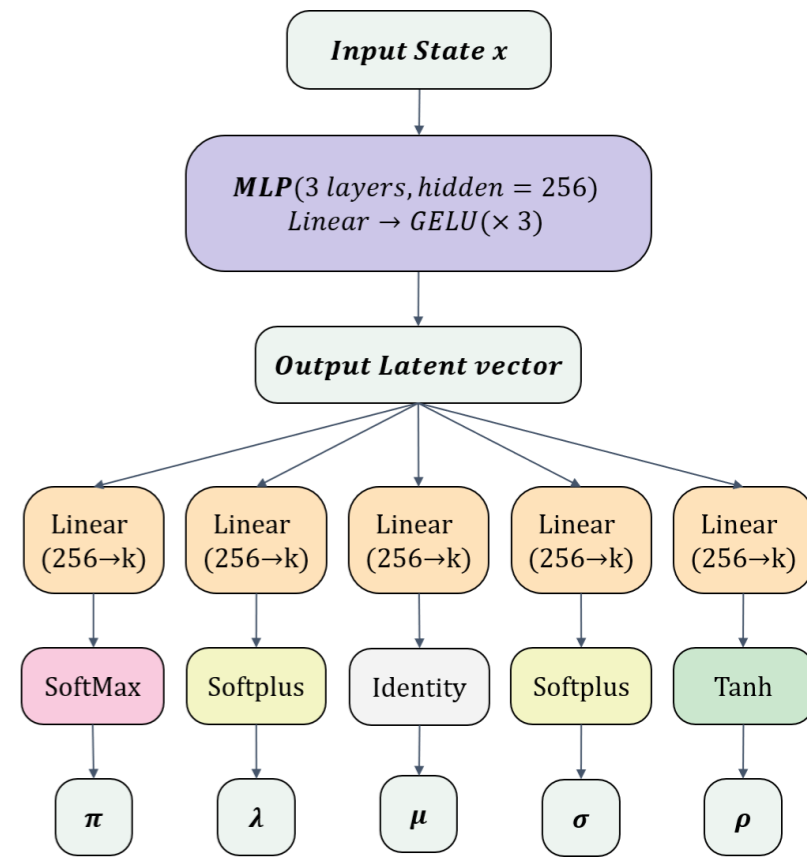 Input State x
MLP(3 layers, hidden = 256)
Linear → GELU(× 3)
Output Latent vector
Linear
(256→k)
Linear
(256→k)
Linear
(256→k)
Linear
(256→k)
Linear
(256→k)
SoftMax
Softplus
Identity
Softplus
Tanh
π
λ
μ
σ
ρ